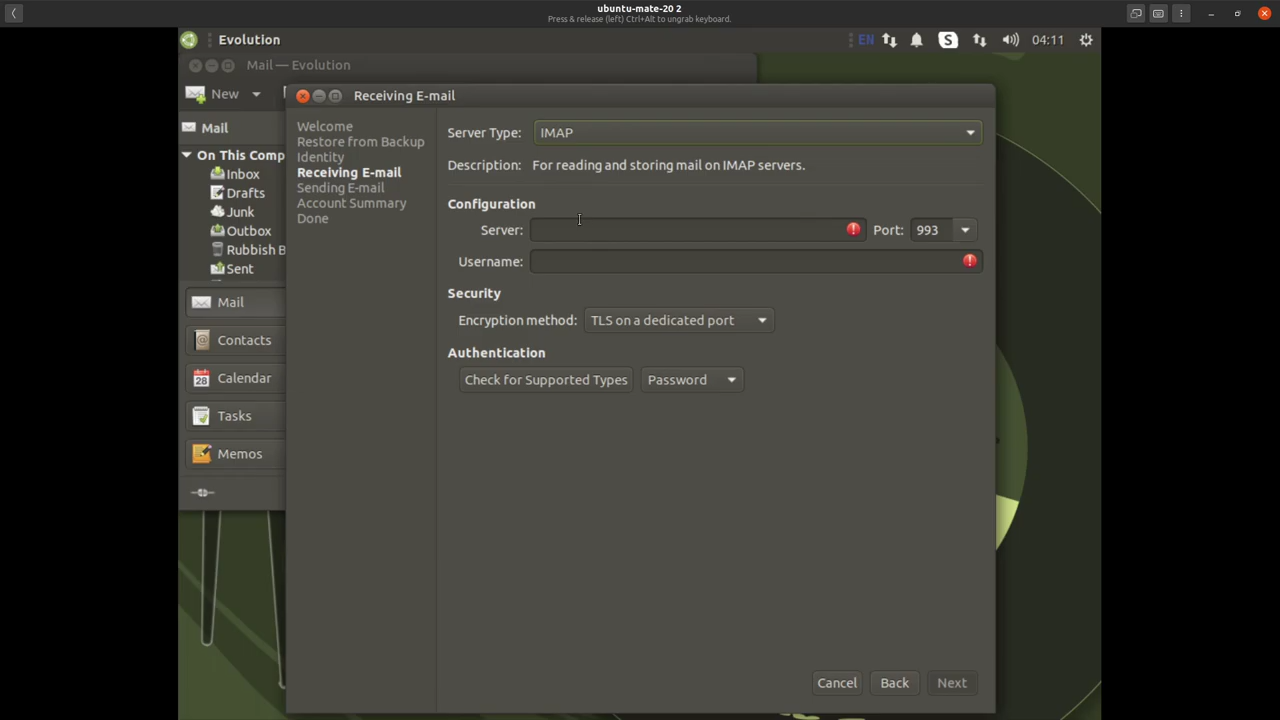 ubuntu-mate-20 2
Press & release (left) Ctrl+Alt to ungrab keyboard.
Evolution
EN
S
04:11
Mail — Evolution
New
Receiving E-mail
Mail
On This Comp
Inbox
Drafts
Junk
Outbox
Rubbish B
Sent
Mail
Contacts
28
Calendar
Tasks
Memos
Welcome
Restore from Backup
Identity
Receiving E-mail
Sending E-mail
Account Summary
Done
Server Type: IMAP
Description: For reading and storing mail on IMAP servers.
Configuration
Server: Port: 993
Username:
Security
Encryption method: TLS on a dedicated port
Authentication
Check for Supported Types Password
Cancel Back Next